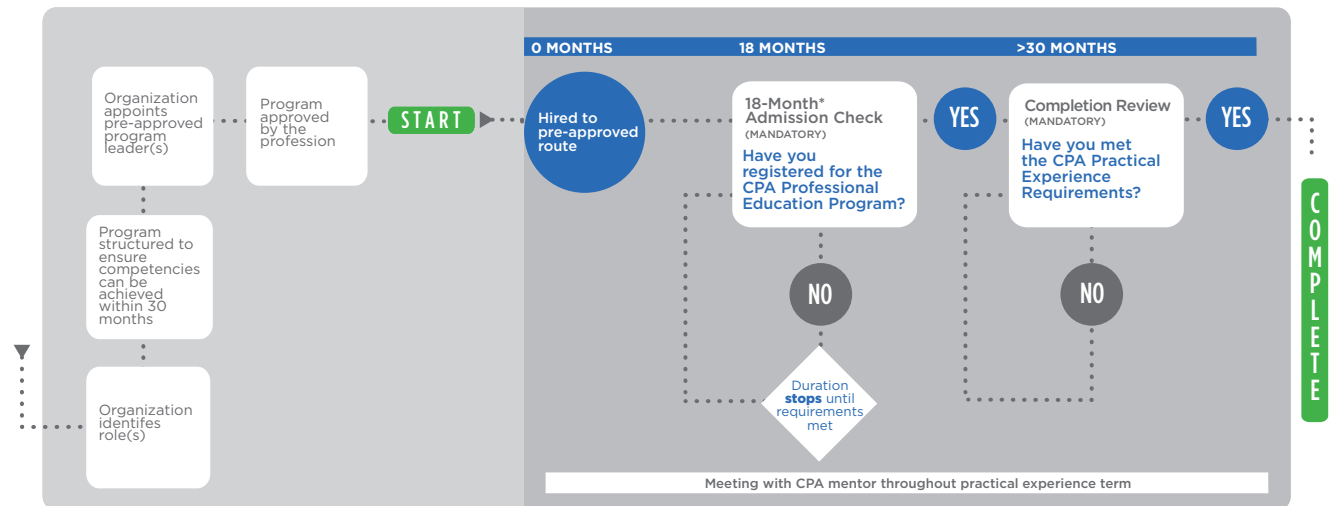 0 MONTHS
18 MONTHS
>30 MONTHS
Organization
appoints
pre-approved
program
leader(s)
Program
approved
by the
profession
START
Hired to
pre-approved
route
18-Month*
Admission Check
(MANDATORY)
Have you
registered for the
CPA Professional
Education Program?
YES
Completion Review
(MANDATORY)
Have you met
the CPA Practical
Experience
Requirements?
YES
COMPLETE
Program
structured to
ensure
competencies
can be
achieved
within 30
months
NO
NO
Organization
identifes
role(s)
Duration
stops until
requirements
met
Meeting with CPA mentor throughout practical experience term